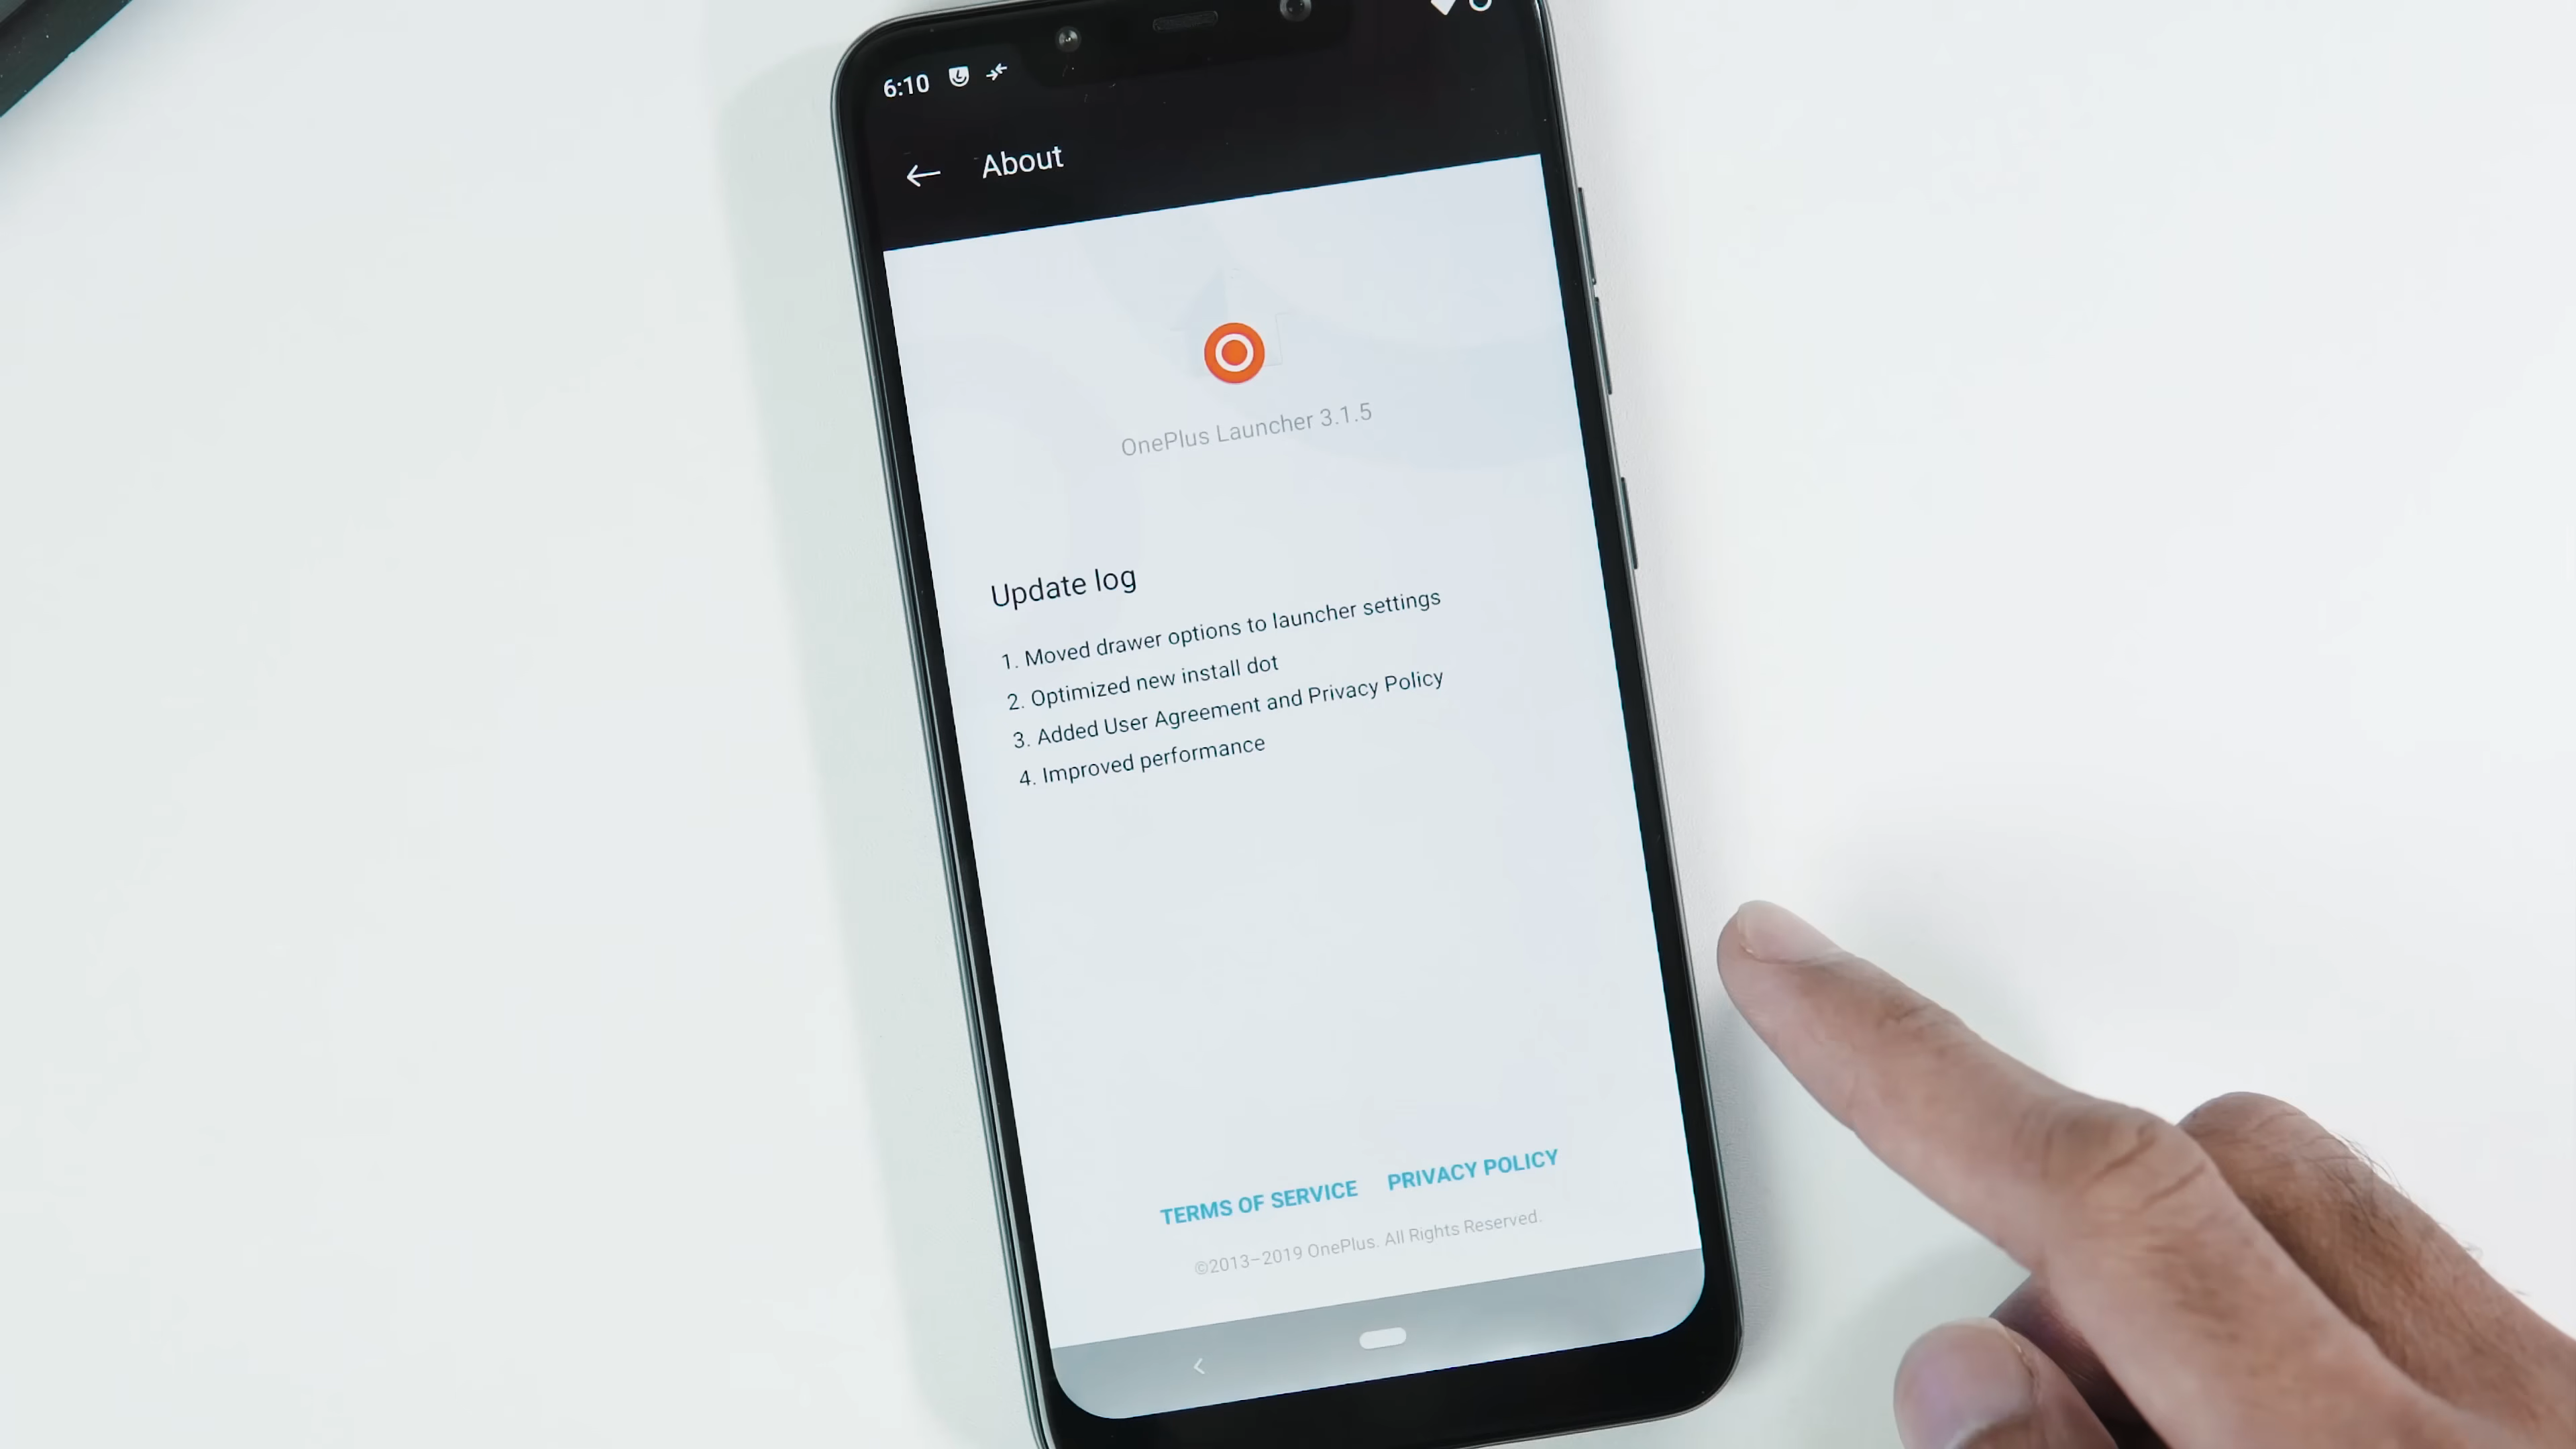 6:10
About
OnePlus Launcher 3.1.5
Update log
1. Moved drawer options to launcher settings
2. Optimized new install dot
3. Added User Agreement and Privacy Policy
4. Improved performance
TERMS OF SERVICE PRIVACY POLICY
©2013–2019 OnePlus. All Rights Reserved.